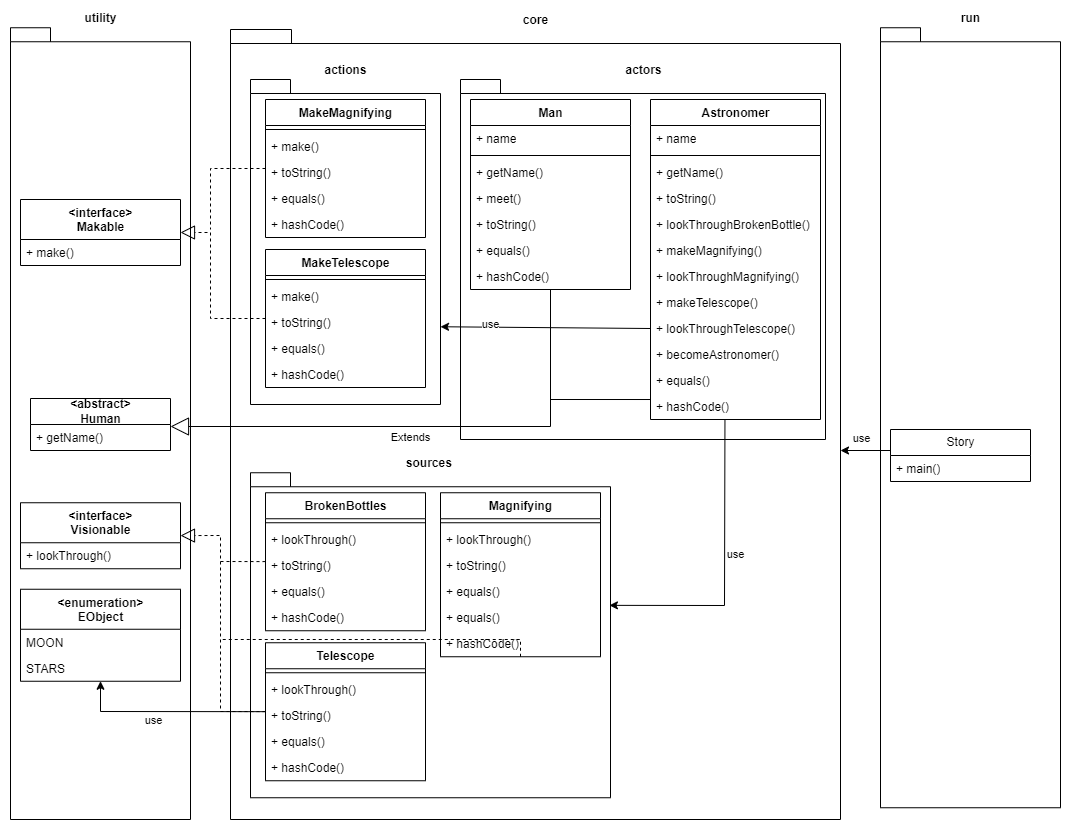 utility
core
run
actions
actors
MakeMagnifying
+ make()
+ toString()
+ equals()
+ hashCode()
MakeTelescope
+ make()
+ toString()
+ equals()
+ hashCode()
Man
+ name
+ getName()
+ meet()
+ toString()
+ equals()
+ hashCode()
Astronomer
+ name
+ getName()
+ toString()
+ lookThroughBrokenBottle()
+ makeMagnifying()
+ lookThroughMagnifying()
+ makeTelescope()
+ lookThroughTelescope()
+ becomeAstronomer()
+ equals()
+ hashCode()
<interface>
Makable
+ make()
use
<abstract>
Human
+ getName()
Extends
use
Story
+ main()
sources
<interface>
Visionable
+ lookThrough()
<enumeration>
EObject
MOON
STARS
use
BrokenBottles
+ lookThrough()
+ toString()
+ equals()
+ hashCode()
Magnifying
+ lookThrough()
+ toString()
+ equals()
+ equals()
+ hashCode()
use
Telescope
+ lookThrough()
+ toString()
+ equals()
+ hashCode()